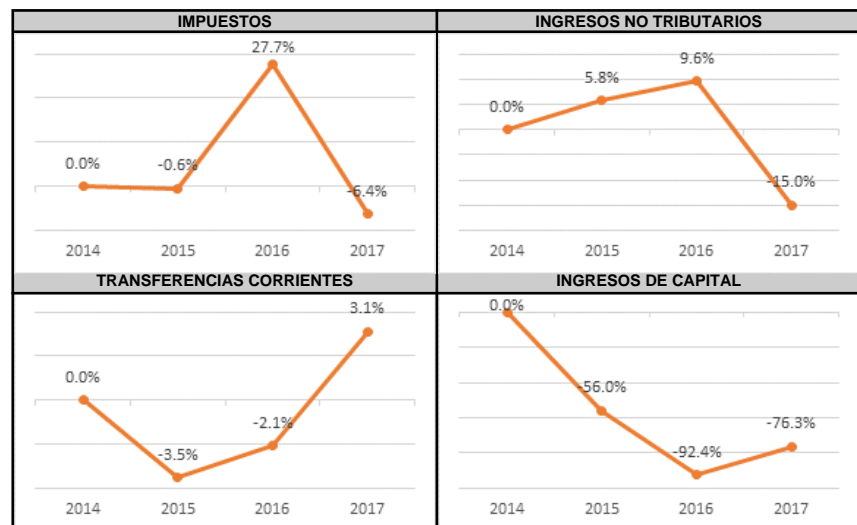 IMPUESTOS
27.7%
0.0%
-0.6%
-6.4%
2014 2015 2016 2017
INGRESOS NO TRIBUTARIOS
9.6%
5.8%
0.0%
-15.0%
2014 2015 2016 2017
TRANSFERENCIAS CORRIENTES
3.1%
0.0%
-2.1%
-3.5%
2014 2015 2016 2017
INGRESOS DE CAPITAL
0.0%
-56.0%
-76.3%
-92.4%
2014 2015 2016 2017